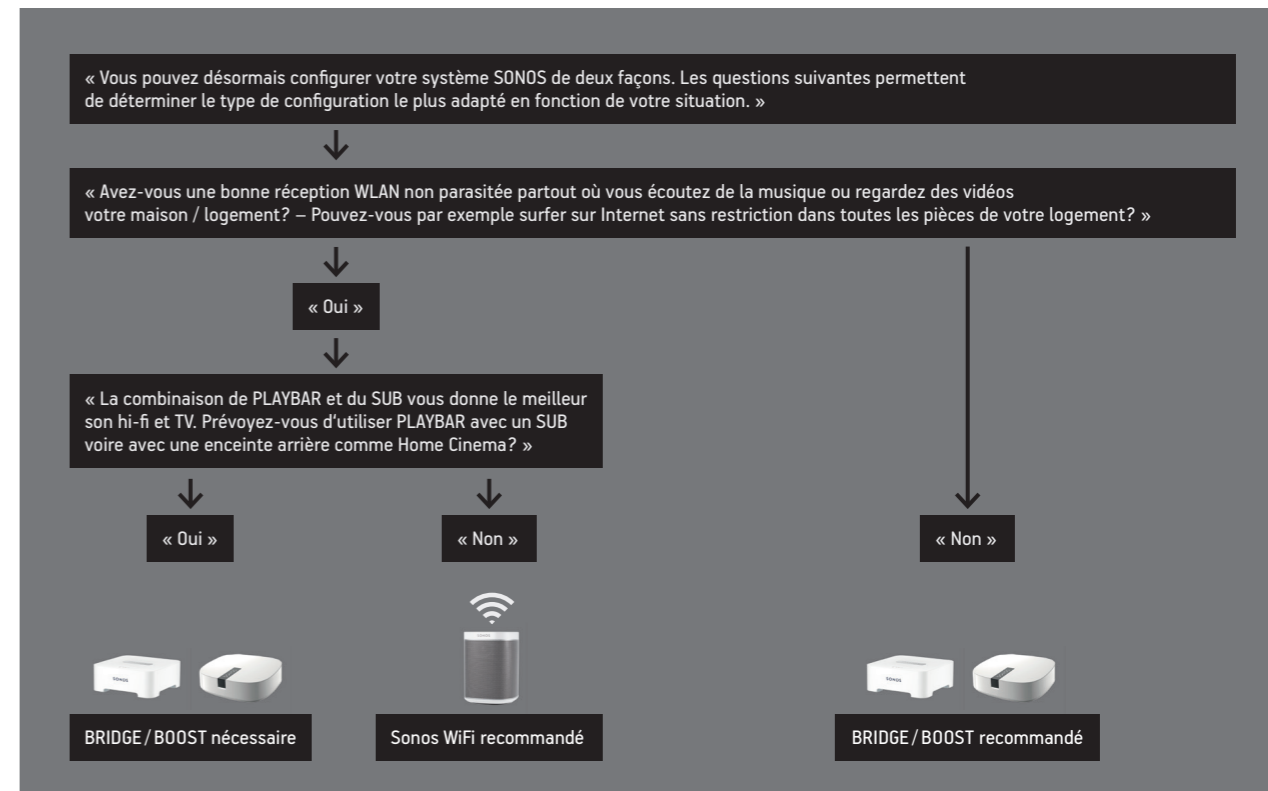 « Vous pouvez désormais configurer votre système SONOS de deux façons. Les questions suivantes permettent
de déterminer le type de configuration le plus adapté en fonction de votre situation. »
« Avez-vous une bonne réception WLAN non parasitée partout où vous écoutez de la musique ou regardez des vidéos
votre maison / logement? – Pouvez-vous par exemple surfer sur Internet sans restriction dans toutes les pièces de votre logement? »
« Oui »
« La combinaison de PLAYBAR et du SUB vous donne le meilleur
son hi-fi et TV. Prévoyez-vous d'utiliser PLAYBAR avec un SUB
voire avec une enceinte arrière comme Home Cinema? »
« Oui »
« Non »
« Non »
SONOS
SONOS
SONOS
BRIDGE / BOOST nécessaire
Sonos WiFi recommandé
BRIDGE / BOOST recommandé